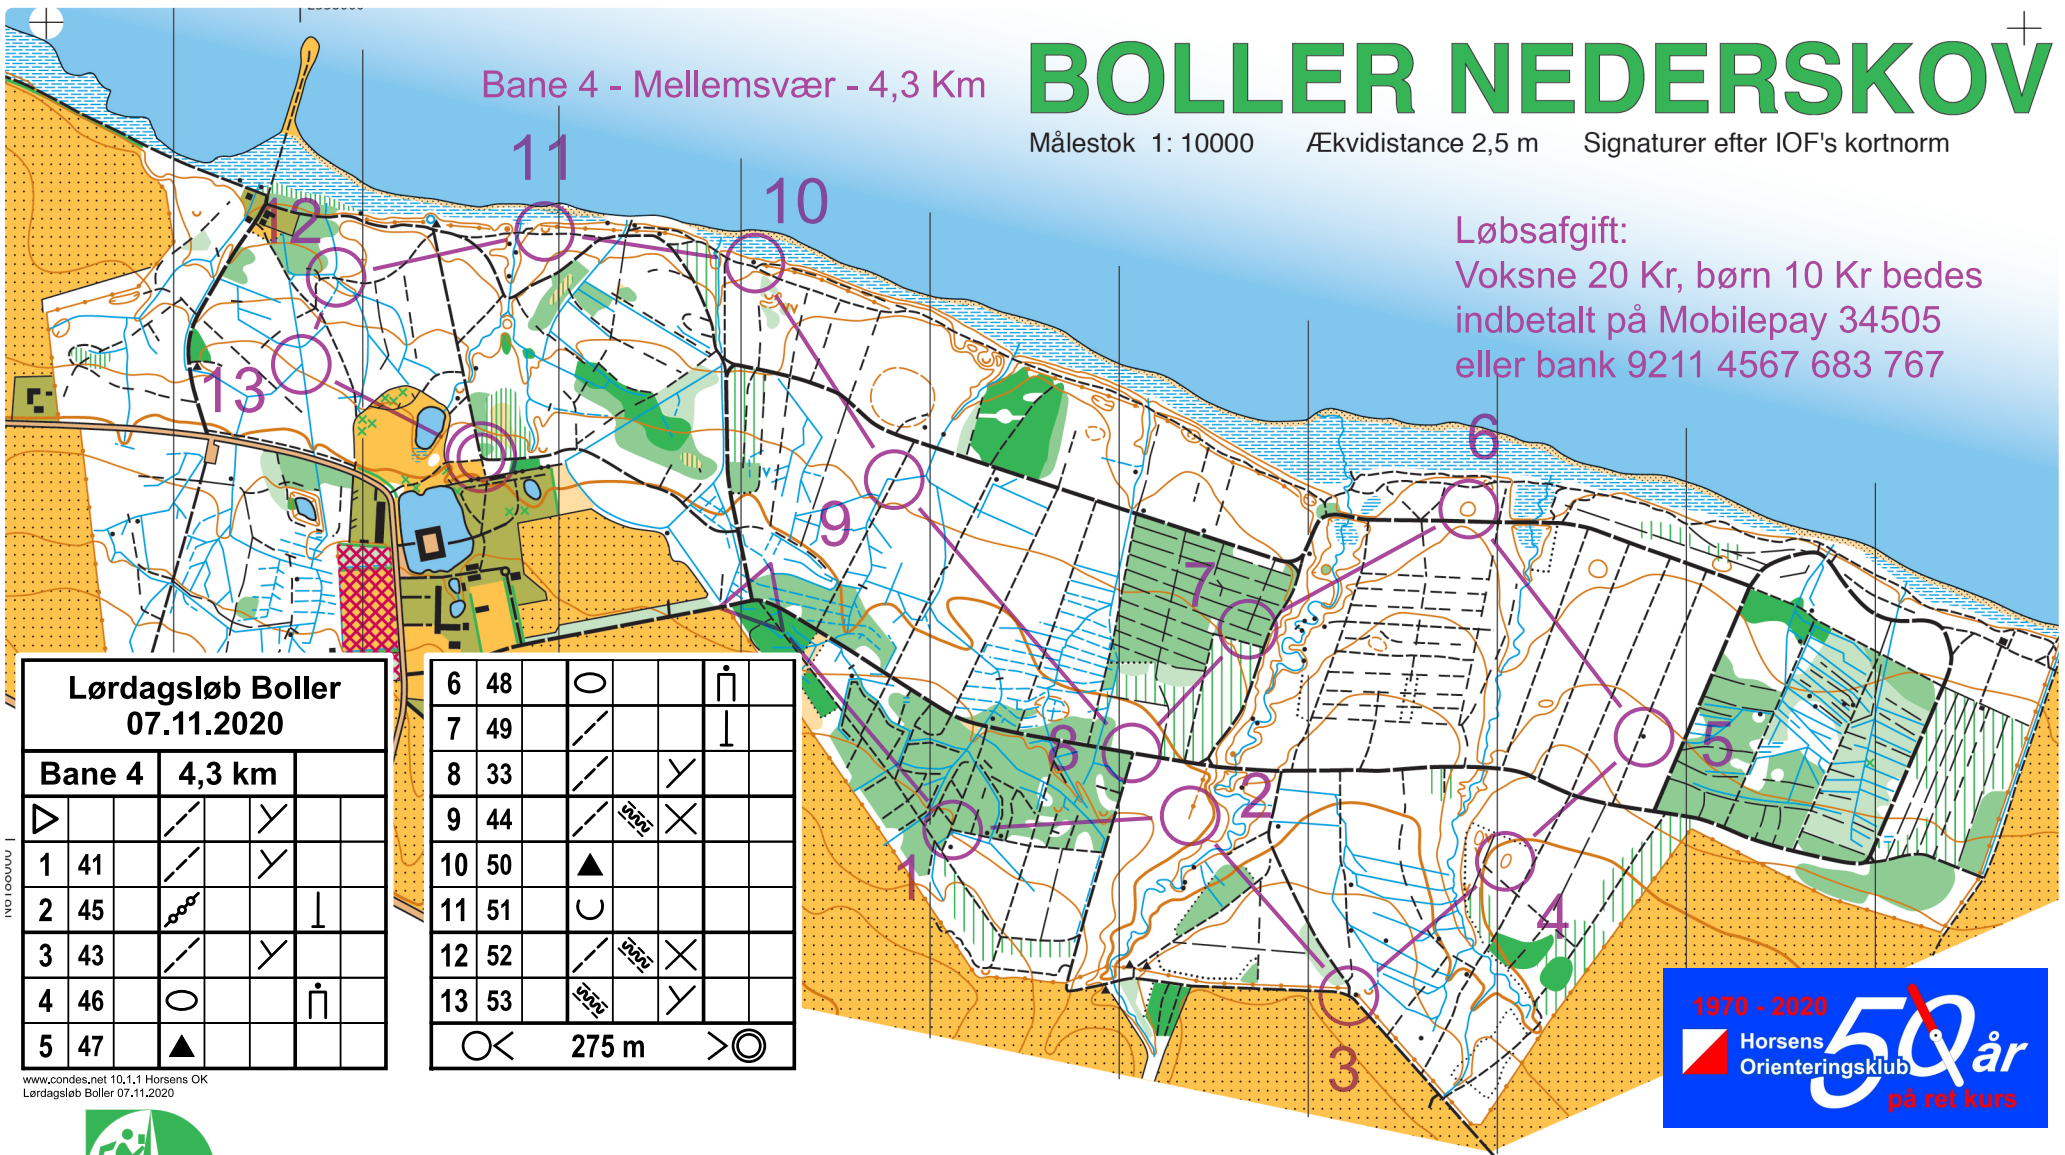 BOLLER NEDERSKOV
Bane 4 - Mellemsvær - 4,3 Km
Målestok 1: 10000 Ækvidistance 2,5 m Signaturer efter IOF's kortnorm
Løbsafgift:
Voksne 20 Kr, børn 10 Kr bedes
indbetalt på Mobilepay 34505
eller bank 9211 4567 683 767
11
10
12
13
9
6
7
8
2
5
1
4
3
Lørdagsløb Boller
07.11.2020
Bane 4 4,3 km
1 41
2 45
3 43
4 46
5 47
6 48
7 49
8 33
9 44
10 50
11 51
12 52
13 53
275 m
www.condes.net 10.1.1 Horsens OK
Lørdagsløb Boller 07.11.2020
1970 - 2020
Horsens
Orienteringsklub
50 år
på ret kurs